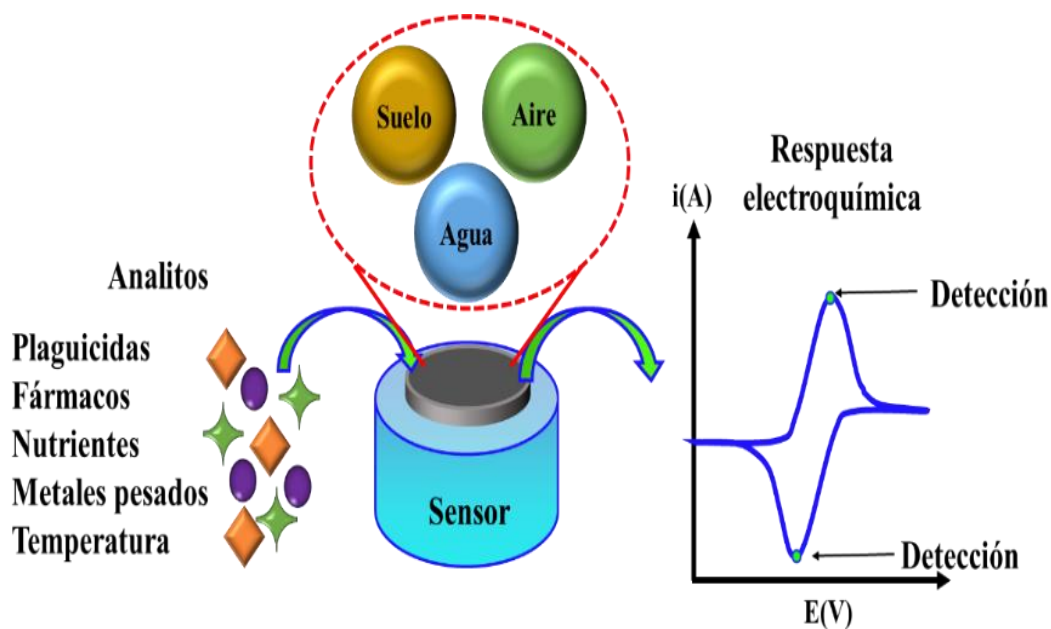 Suelo
Aire
Agua
Analitos
Plaguicidas
Fármacos
Nutrientes
Metales pesados
Temperatura
Sensor
Respuesta
electroquímica
i(A)
Detección
Detección
E(V)